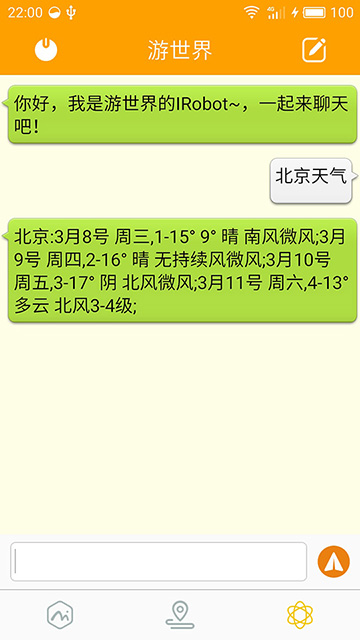 22:00
4G
100
游世界
你好，我是游世界的IRobot~，一起来聊天
吧！
北京天气
北京:3月8号 周三,1-15° 9° 晴 南风微风;3月
9号 周四,2-16° 晴 无持续风微风;3月10号
周五,3-17° 阴 北风微风;3月11号 周六,4-13°
多云 北风3-4级;